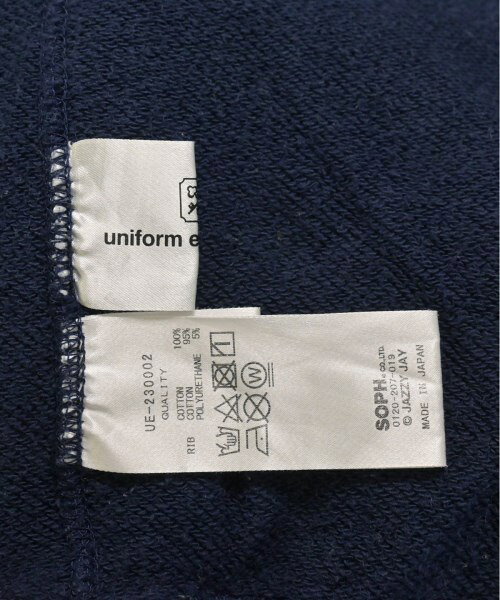 uniform e
UE-230002
QUALITY
COTTON 100%
RIB COTTON 95%
POLYURETHANE 5%
W
SOPH. CO.,LTD.
0120-207-019
© JAZZY JAY
MADE IN JAPAN